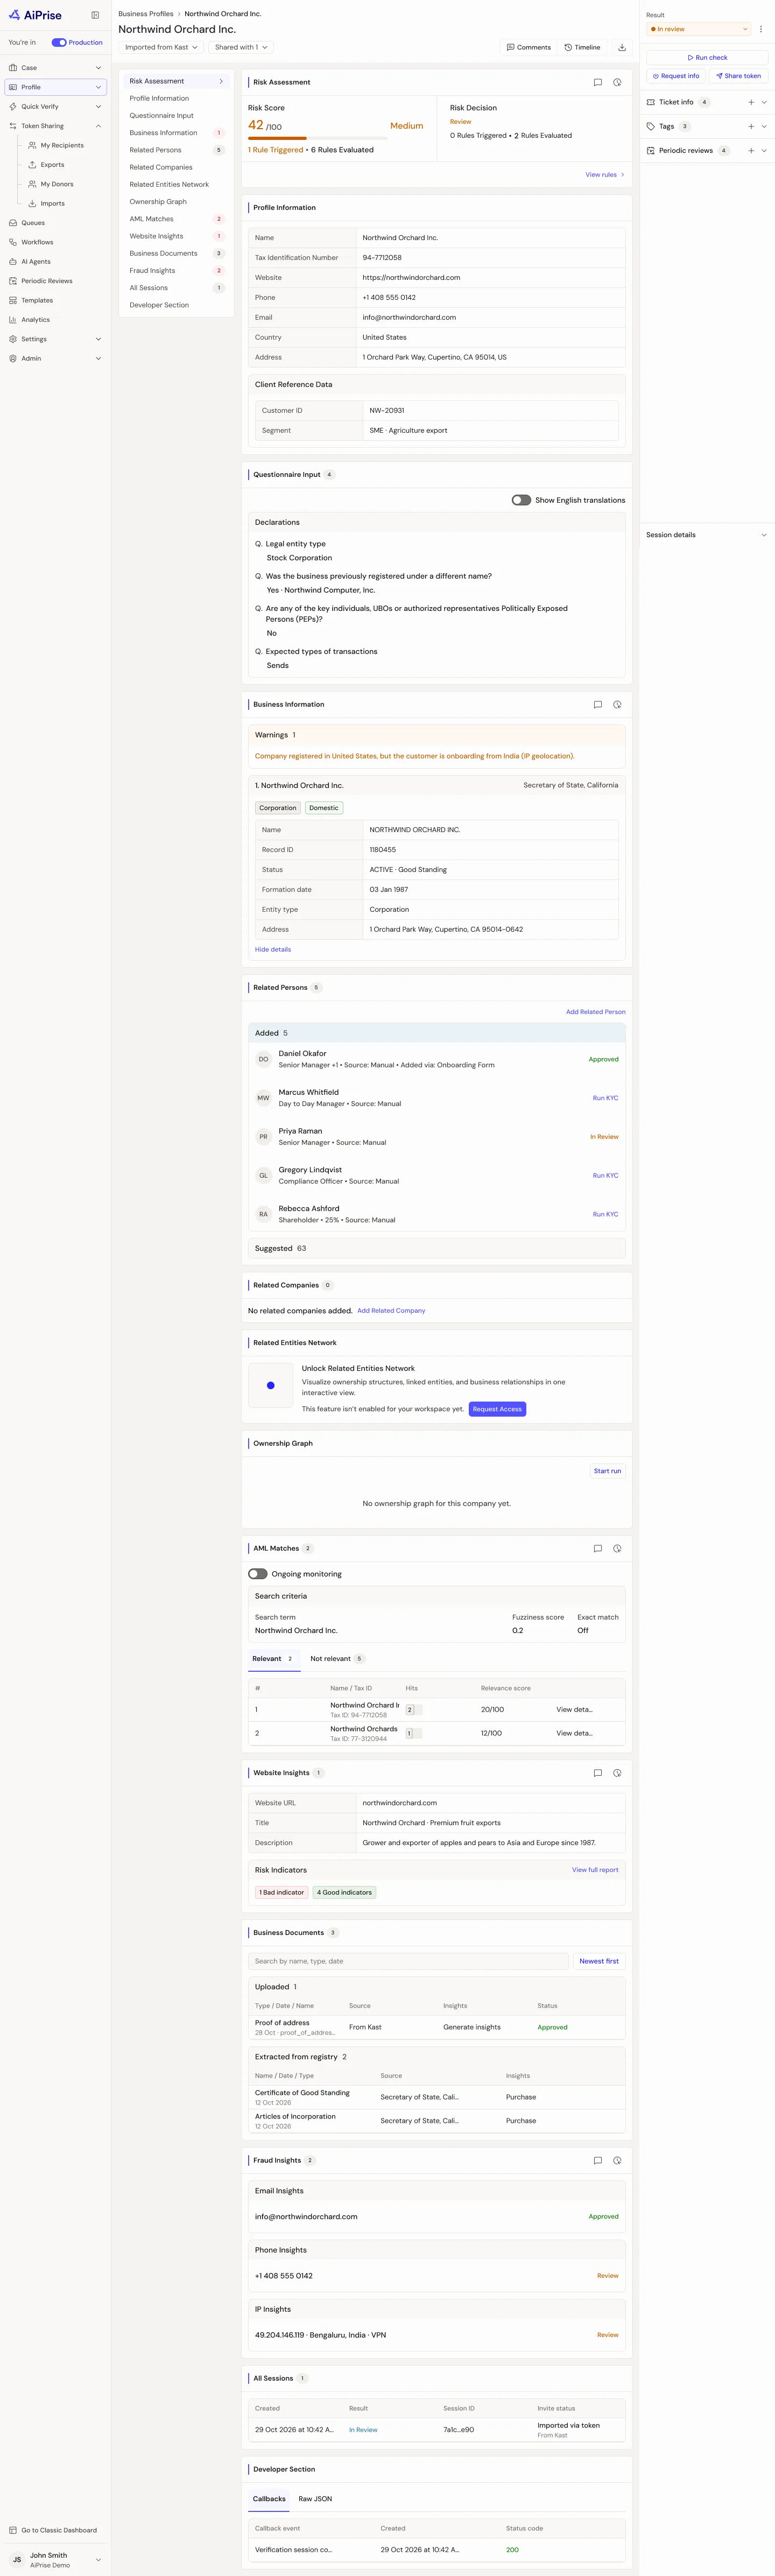 AiPrise
You're in
Production
Case
Profile
Quick Verify
Token Sharing
My Recipients
Exports
My Donors
Imports
Queues
Workflows
AI Agents
Periodic Reviews
Templates
Analytics
Settings
Admin
Go to Classic Dashboard
JS
John Smith
AiPrise Demo
Business Profiles > Northwind Orchard Inc.
Northwind Orchard Inc.
Imported from Kast
Shared with 1
Comments
Timeline
Risk Assessment
Profile Information
Questionnaire Input
Business Information 1
Related Persons 5
Related Companies
Related Entities Network
Ownership Graph
AML Matches 2
Website Insights 1
Business Documents 3
Fraud Insights 2
All Sessions 1
Developer Section
Risk Assessment
Risk Score
42 /100
Medium
1 Rule Triggered • 6 Rules Evaluated
Risk Decision
Review
0 Rules Triggered • 2 Rules Evaluated
View rules
Profile Information
Name Northwind Orchard Inc.
Tax Identification Number 94-7712058
Website https://northwindorchard.com
Phone +1 408 555 0142
Email info@northwindorchard.com
Country United States
Address 1 Orchard Park Way, Cupertino, CA 95014, US
Client Reference Data
Customer ID NW-20931
Segment SME · Agriculture export
Questionnaire Input 4
Show English translations
Declarations
Q. Legal entity type
Stock Corporation
Q. Was the business previously registered under a different name?
Yes · Northwind Computer, Inc.
Q. Are any of the key individuals, UBOs or authorized representatives Politically Exposed
Persons (PEPs)?
No
Q. Expected types of transactions
Sends
Business Information
Warnings 1
Company registered in United States, but the customer is onboarding from India (IP geolocation).
1. Northwind Orchard Inc.
Secretary of State, California
Corporation
Domestic
Name NORTHWIND ORCHARD INC.
Record ID 1180455
Status ACTIVE · Good Standing
Formation date 03 Jan 1987
Entity type Corporation
Address 1 Orchard Park Way, Cupertino, CA 95014-0642
Hide details
Related Persons 5
Add Related Person
Added 5
DO
Daniel Okafor
Senior Manager +1 • Source: Manual • Added via: Onboarding Form
Approved
MW
Marcus Whitfield
Day to Day Manager • Source: Manual
Run KYC
PR
Priya Raman
Senior Manager • Source: Manual
In Review
GL
Gregory Lindqvist
Compliance Officer • Source: Manual
Run KYC
RA
Rebecca Ashford
Shareholder • 25% • Source: Manual
Run KYC
Suggested 63
Related Companies 0
No related companies added. Add Related Company
Related Entities Network
Unlock Related Entities Network
Visualize ownership structures, linked entities, and business relationships in one
interactive view.
This feature isn't enabled for your workspace yet. Request Access
Ownership Graph
Start run
No ownership graph for this company yet.
AML Matches 2
Ongoing monitoring
Search criteria
Search term Fuzziness score Exact match
Northwind Orchard Inc. 0.2 Off
Relevant 2 Not relevant 5
# Name / Tax ID Hits Relevance score
1 Northwind Orchard Ir 2 20/100 View deta...
Tax ID: 94-7712058
2 Northwind Orchards 1 12/100 View deta...
Tax ID: 77-3120944
Website Insights 1
Website URL northwindorchard.com
Title Northwind Orchard · Premium fruit exports
Description Grower and exporter of apples and pears to Asia and Europe since 1987.
Risk Indicators
View full report
1 Bad indicator
4 Good indicators
Business Documents 3
Search by name, type, date
Newest first
Uploaded 1
Type / Date / Name Source Insights Status
Proof of address From Kast Generate insights Approved
28 Oct · proof_of_addres...
Extracted from registry 2
Name / Date / Type Source Insights
Certificate of Good Standing Secretary of State, Cali... Purchase
12 Oct 2026
Articles of Incorporation Secretary of State, Cali... Purchase
12 Oct 2026
Fraud Insights 2
Email Insights
info@northwindorchard.com Approved
Phone Insights
+1 408 555 0142 Review
IP Insights
49.204.146.119 · Bengaluru, India · VPN Review
All Sessions 1
Created Result Session ID Invite status
29 Oct 2026 at 10:42 A... In Review 7a1c...e90 Imported via token
From Kast
Developer Section
Callbacks Raw JSON
Callback event Created Status code
Verification session co... 29 Oct 2026 at 10:42 A... 200
Result
In review
Run check
Request info
Share token
Ticket info 4
Tags 3
Periodic reviews 4
Session details